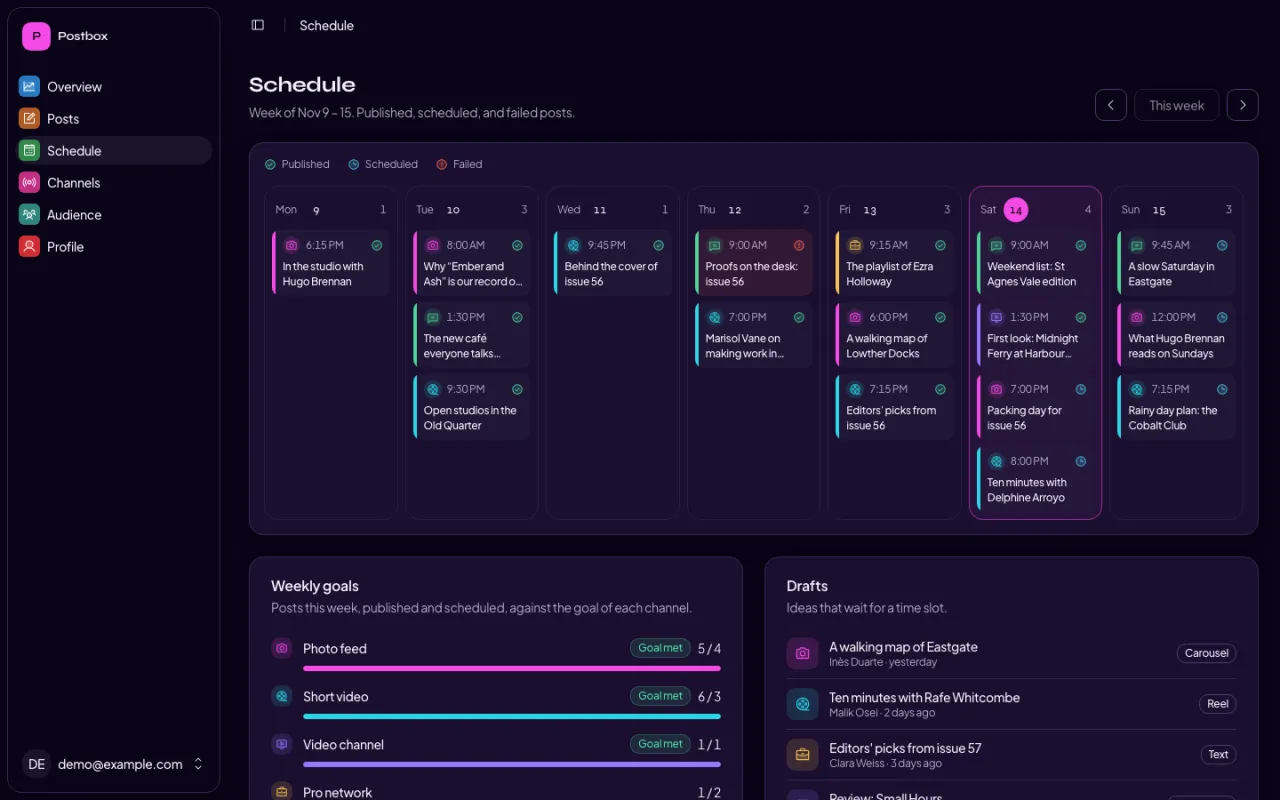 P Postbox
Overview
Posts
Schedule
Channels
Audience
Profile
DE demo@example.com
Schedule
Schedule
Week of Nov 9 – 15. Published, scheduled, and failed posts.
This week
Published Scheduled Failed
Mon 9 1
6:15 PM
In the studio with
Hugo Brennan
Tue 10 3
8:00 AM
Why “Ember and
Ash” is our record o...
1:30 PM
The new café
everyone talks...
9:30 PM
Open studios in the
Old Quarter
Wed 11 1
9:45 PM
Behind the cover of
issue 56
Thu 12 2
9:00 AM
Proofs on the desk:
issue 56
7:00 PM
Marisol Vane on
making work in...
Fri 13 3
9:15 AM
The playlist of Ezra
Holloway
6:00 PM
A walking map of
Lowther Docks
7:15 PM
Editors’ picks from
issue 56
Sat 14 4
9:00 AM
Weekend list: St
Agnes Vale edition
1:30 PM
First look: Midnight
Ferry at Harbour...
7:00 PM
Packing day for
issue 56
8:00 PM
Ten minutes with
Delphine Arroyo
Sun 15 3
9:45 AM
A slow Saturday in
Eastgate
12:00 PM
What Hugo Brennan
reads on Sundays
7:15 PM
Rainy day plan: the
Cobalt Club
Weekly goals
Posts this week, published and scheduled, against the goal of each channel.
Photo feed Goal met 5/4
Short video Goal met 6/3
Video channel Goal met 1/1
Pro network 1/2
Drafts
Ideas that wait for a time slot.
A walking map of Eastgate
Inès Duarte · yesterday
Carousel
Ten minutes with Rafe Whitcombe
Malik Osei · 2 days ago
Reel
Editors’ picks from issue 57
Clara Weiss · 3 days ago
Text
Review: Small Hours